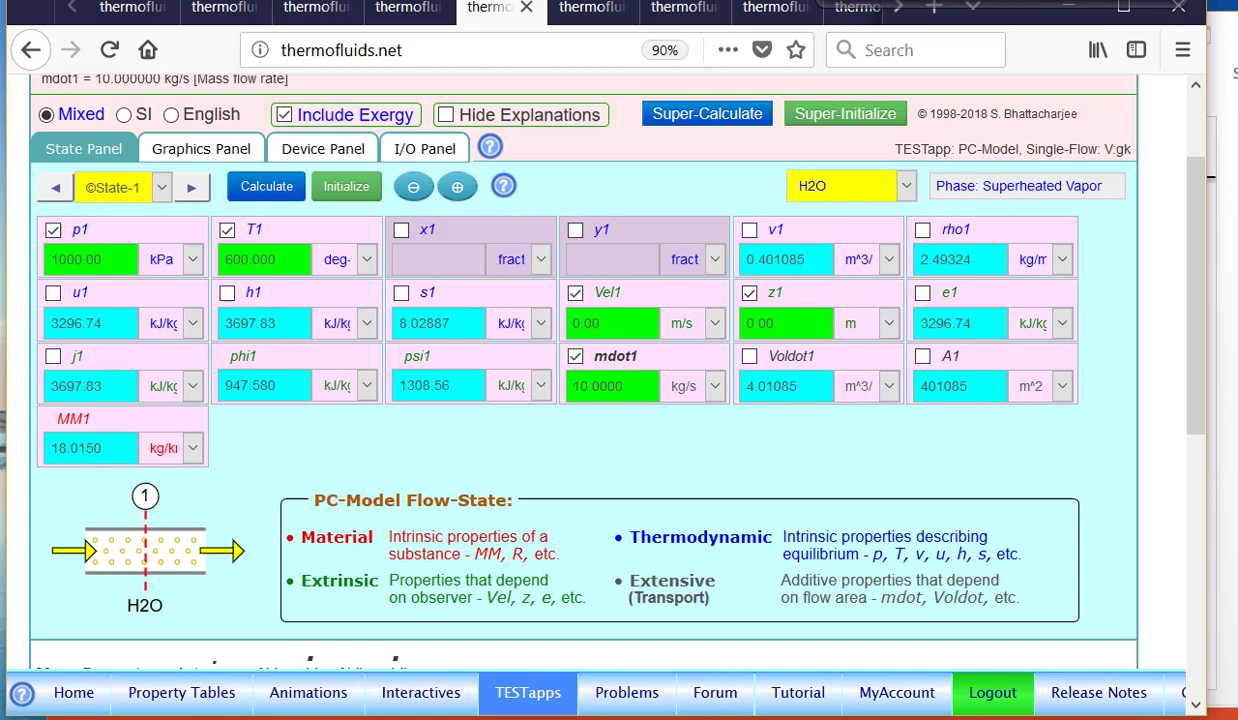 thermoflui thermoflui thermoflui thermoflui thermo thermoflui thermoflui thermoflui thermo
thermofluids.net 90% Search
mdot1 = 10.000000 kg/s [Mass flow rate]
Mixed SI English Include Exergy Hide Explanations Super-Calculate Super-Initialize © 1998-2018 S. Bhattacharjee
State Panel Graphics Panel Device Panel I/O Panel ? TESTapp: PC-Model, Single-Flow: V:gk
©State-1 Calculate Initialize ? H2O Phase: Superheated Vapor
p1 T1 x1 y1 v1 rho1
1000.00 kPa 600.000 deg- fract fract 0.401085 m^3/ 2.49324 kg/m
u1 h1 s1 Vel1 z1 e1
3296.74 kJ/kg 3697.83 kJ/kg 8.02887 kJ/kg 0.00 m/s 0.00 m 3296.74 kJ/kg
j1 phi1 psi1 mdot1 Voldot1 A1
3697.83 kJ/kg 947.580 kJ/kg 1308.56 kJ/kg 10.0000 kg/s 4.01085 m^3/ 401085 m^2
MM1
18.0150 kg/k
1
H2O
PC-Model Flow-State:
• Material Intrinsic properties of a
substance - MM, R, etc.
• Thermodynamic Intrinsic properties describing
equilibrium - p, T, v, u, h, s, etc.
• Extrinsic Properties that depend
on observer - Vel, z, e, etc.
• Extensive Additive properties that depend
(Transport) on flow area - mdot, Voldot, etc.
? Home Property Tables Animations Interactives TESTapps Problems Forum Tutorial MyAccount Logout Release Notes